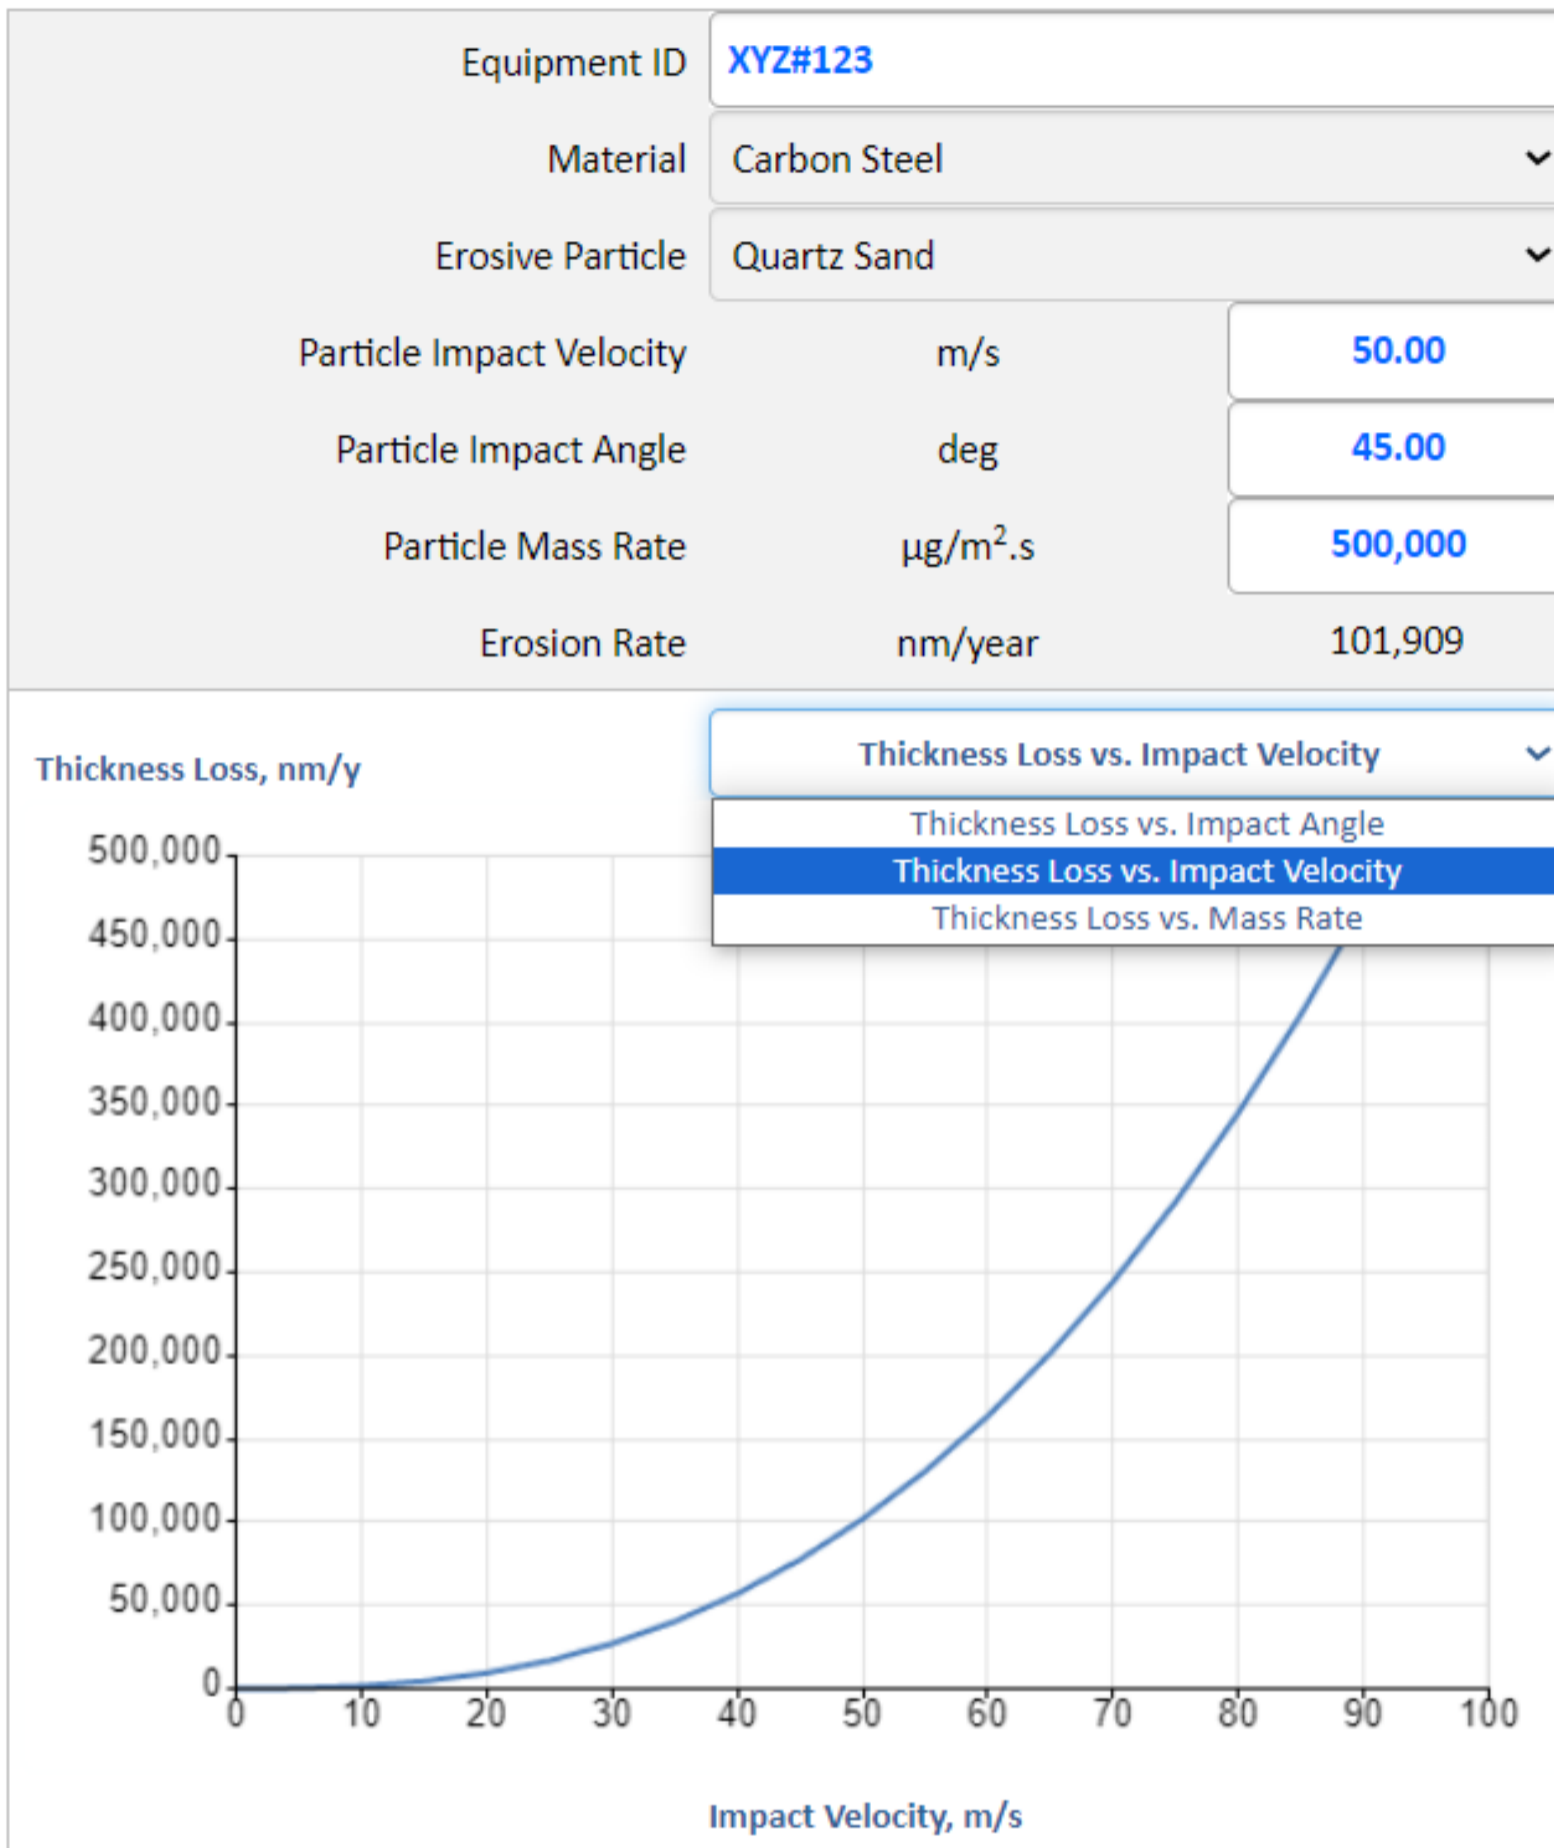 Equipment ID XYZ#123
Material Carbon Steel
Erosive Particle Quartz Sand
Particle Impact Velocity m/s 50.00
Particle Impact Angle deg 45.00
Particle Mass Rate µg/m².s 500,000
Erosion Rate nm/year 101,909
Thickness Loss, nm/y
Thickness Loss vs. Impact Velocity
Thickness Loss vs. Impact Angle
Thickness Loss vs. Impact Velocity
Thickness Loss vs. Mass Rate
500,000
450,000
400,000
350,000
300,000
250,000
200,000
150,000
100,000
50,000
0
0 10 20 30 40 50 60 70 80 90 100
Impact Velocity, m/s